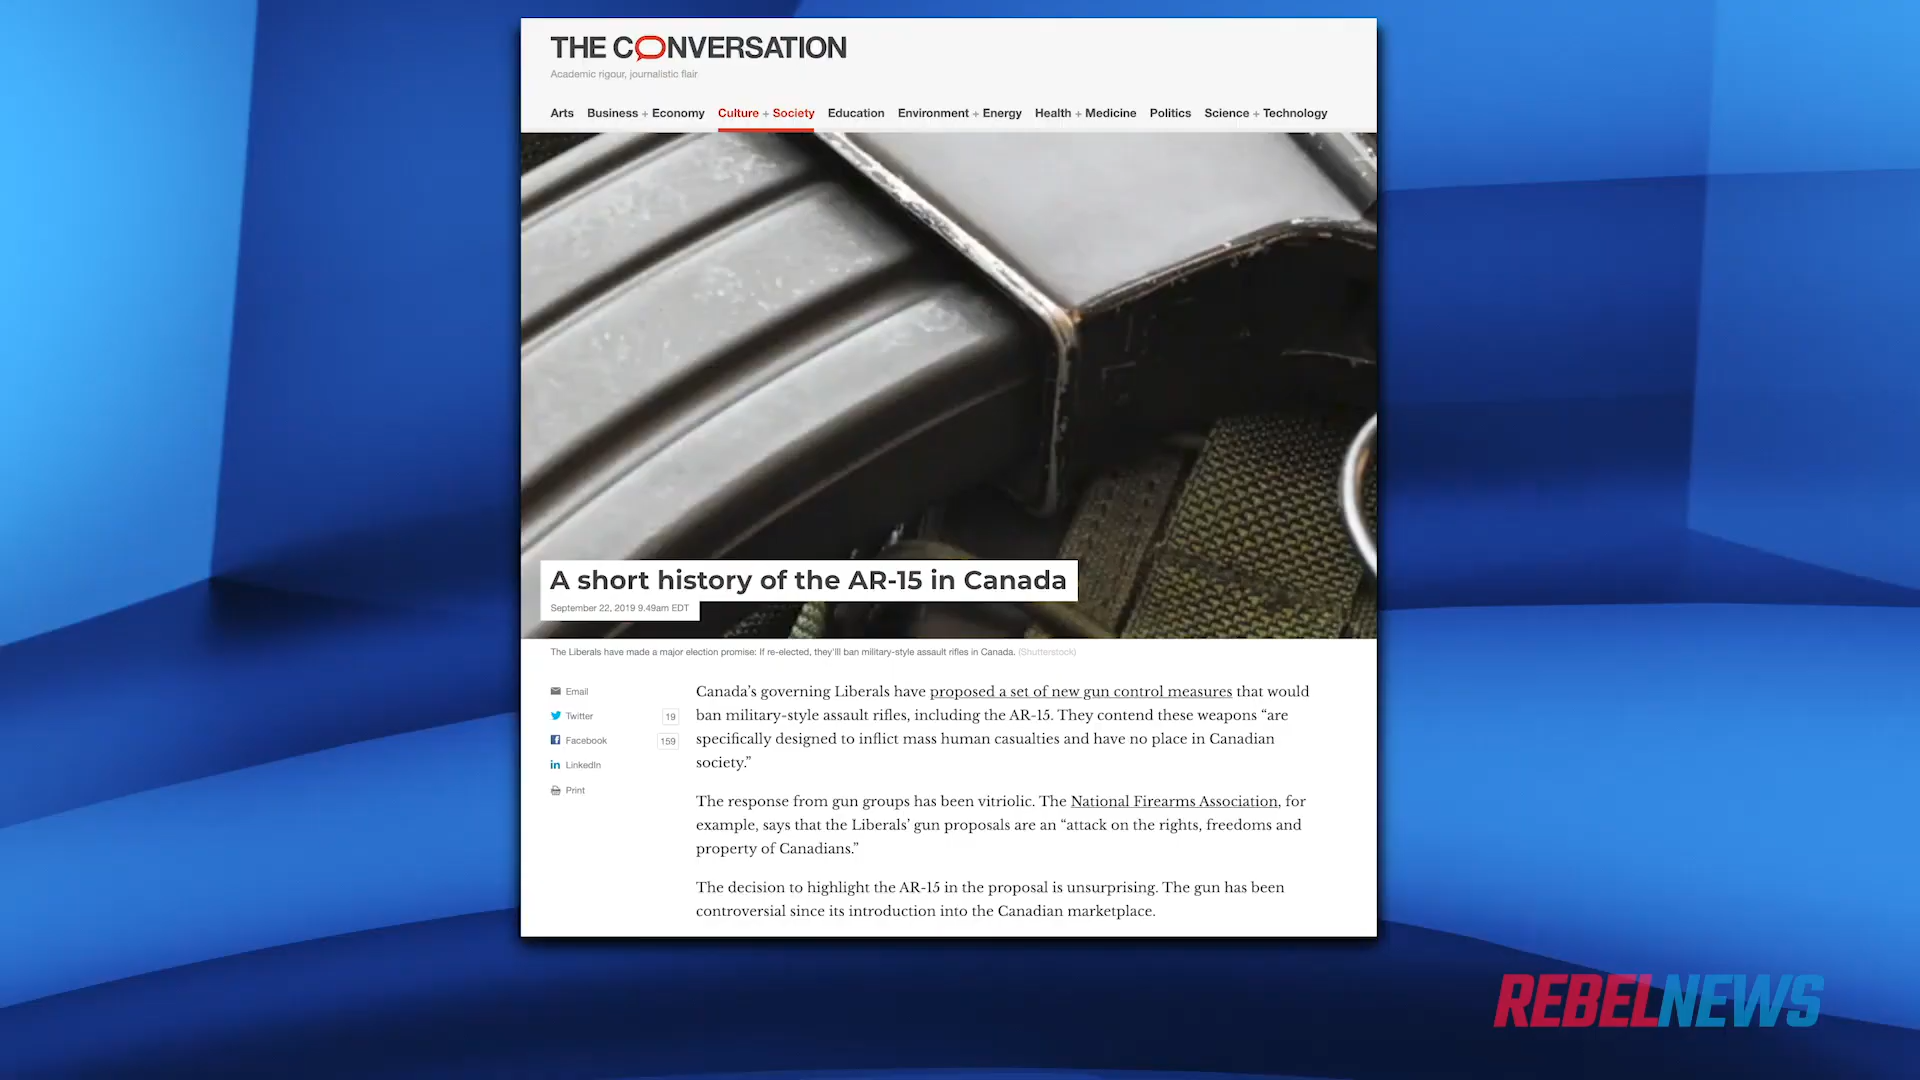 THE CONVERSATION
Academic rigour, journalistic flair
Arts Business + Economy Culture + Society Education Environment + Energy Health + Medicine Politics Science + Technology
A short history of the AR-15 in Canada
September 22, 2019 9.49am EDT
The Liberals have made a major election promise: If re-elected, they'll ban military-style assault rifles in Canada. (Shutterstock)
Email
Twitter 19
Facebook 159
LinkedIn
Print
Canada's governing Liberals have proposed a set of new gun control measures that would
ban military-style assault rifles, including the AR-15. They contend these weapons “are
specifically designed to inflict mass human casualties and have no place in Canadian
society.”
The response from gun groups has been vitriolic. The National Firearms Association, for
example, says that the Liberals’ gun proposals are an “attack on the rights, freedoms and
property of Canadians.”
The decision to highlight the AR-15 in the proposal is unsurprising. The gun has been
controversial since its introduction into the Canadian marketplace.
REBELNEWS